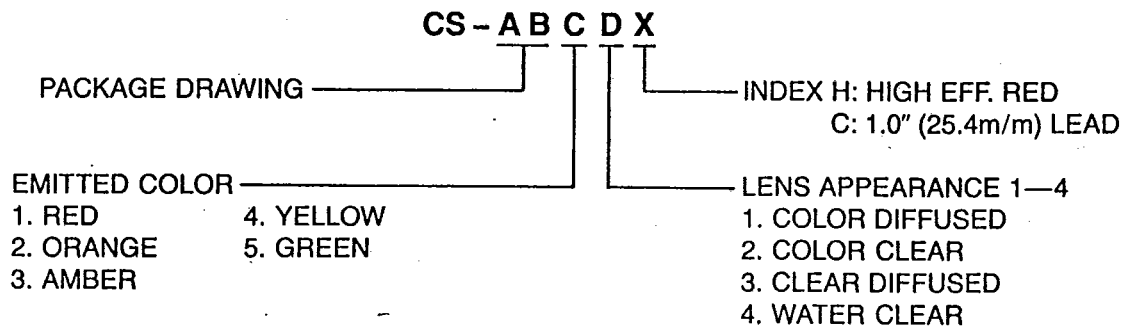 CS – A B C D X
PACKAGE DRAWING
INDEX H: HIGH EFF. RED
C: 1.0" (25.4m/m) LEAD
EMITTED COLOR
1. RED
2. ORANGE
3. AMBER
4. YELLOW
5. GREEN
LENS APPEARANCE 1—4
1. COLOR DIFFUSED
2. COLOR CLEAR
3. CLEAR DIFFUSED
4. WATER CLEAR